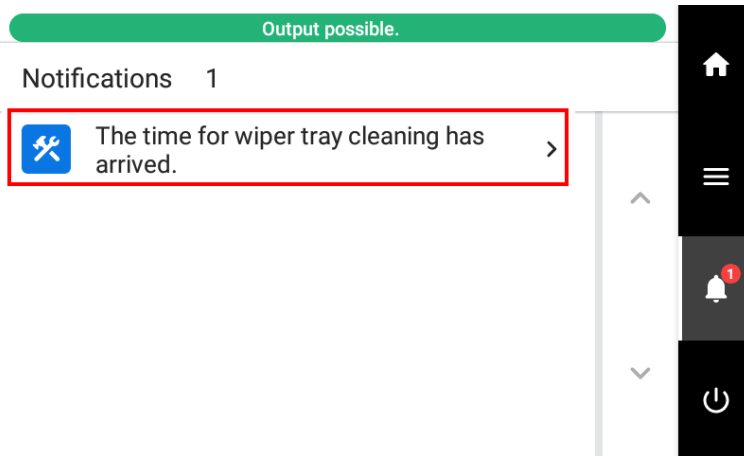 Output possible.
Notifications 1
The time for wiper tray cleaning has
arrived.
1